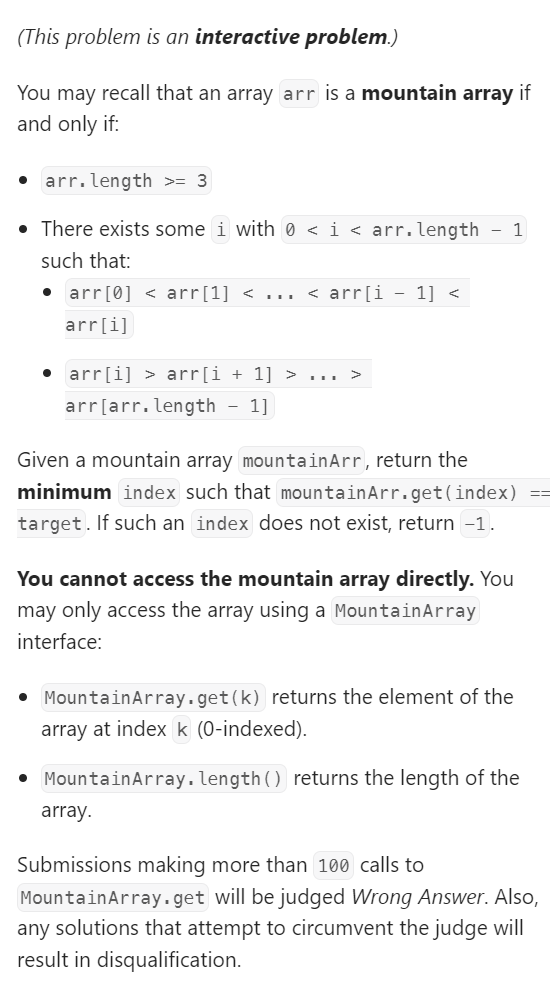 (This problem is an interactive problem.)
You may recall that an array arr is a mountain array if
and only if:
arr.length >= 3
There exists some i with 0 < i < arr.length - 1
such that:
arr[0] < arr[1] < ... < arr[i - 1] <
arr[i]
arr[i] > arr[i + 1] > ... >
arr[arr.length - 1]
Given a mountain array mountainArr, return the
minimum index such that mountainArr.get(index) ==
target. If such an index does not exist, return -1.
You cannot access the mountain array directly. You
may only access the array using a MountainArray
interface:
MountainArray.get(k) returns the element of the
array at index k (0-indexed).
MountainArray.length() returns the length of the
array.
Submissions making more than 100 calls to
MountainArray.get will be judged Wrong Answer. Also,
any solutions that attempt to circumvent the judge will
result in disqualification.